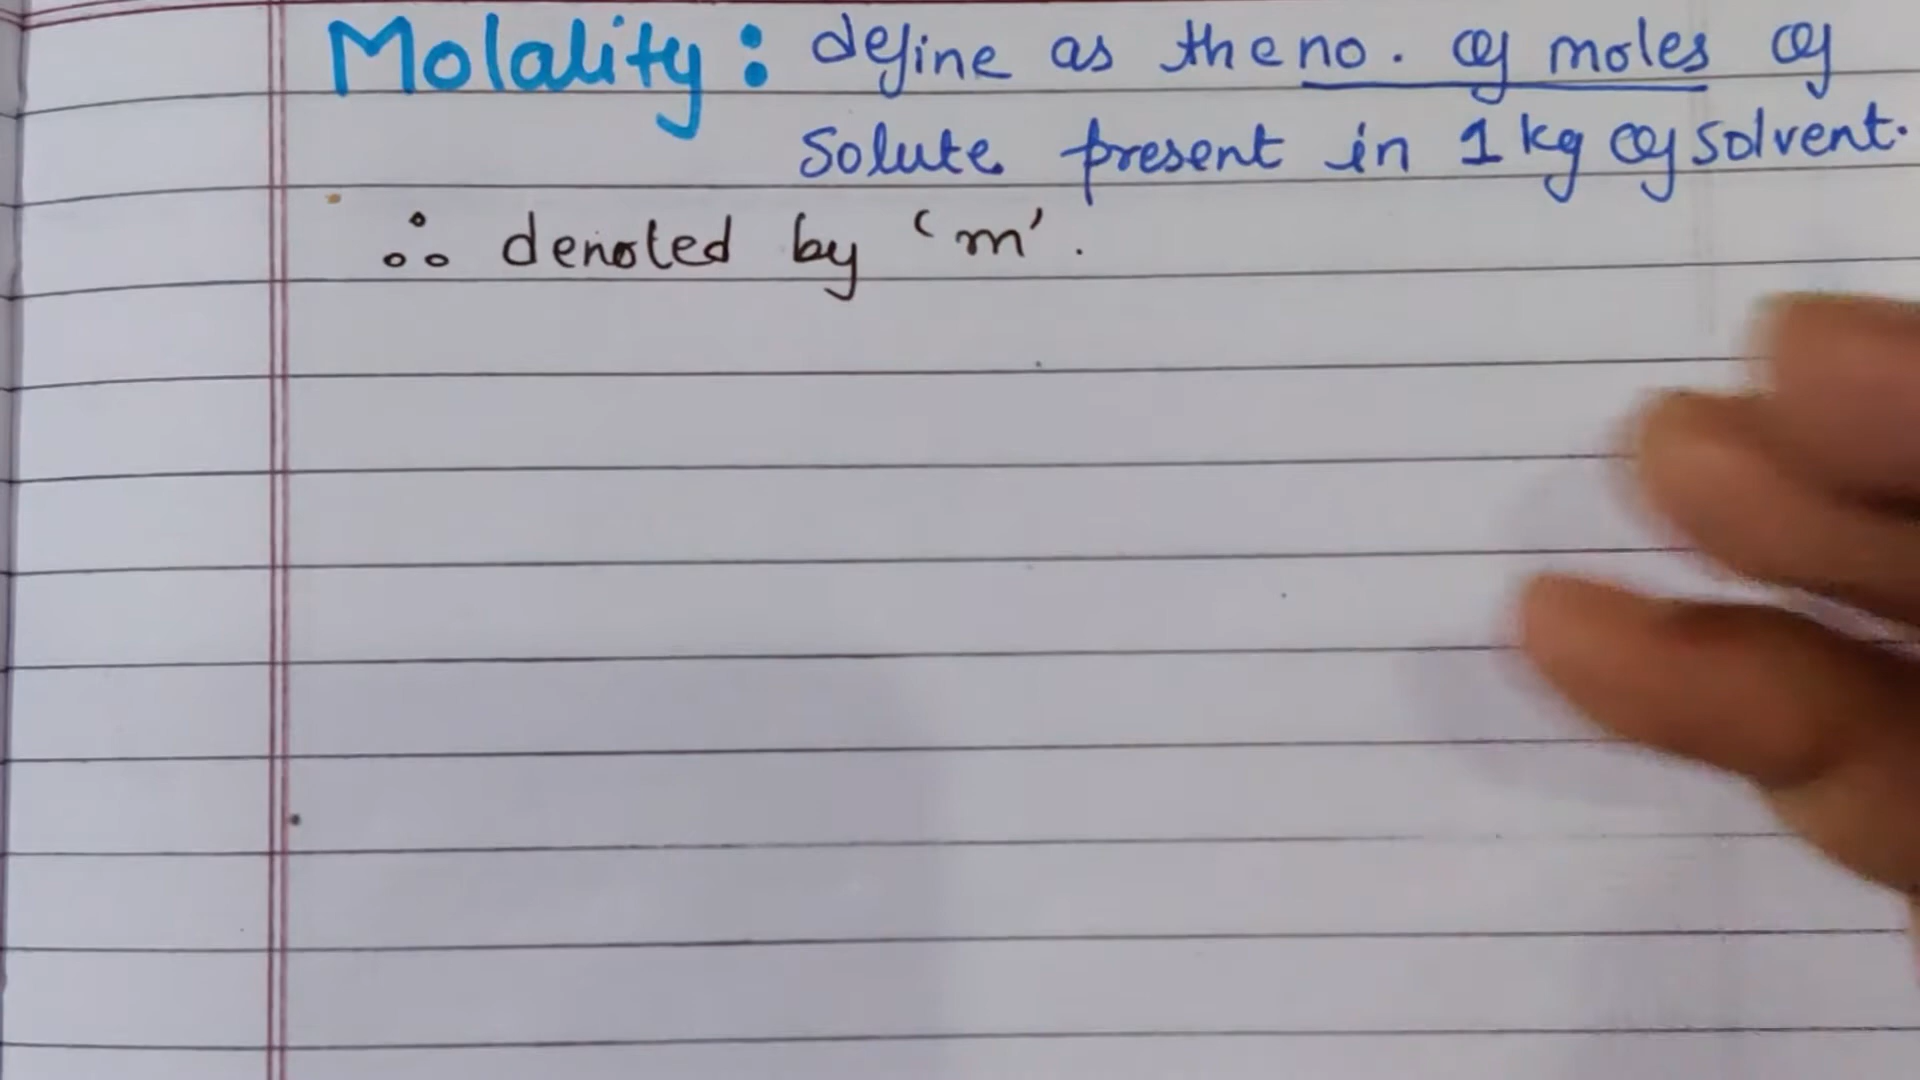 Molality: define as the no. of moles of
solute present in 1 kg of solvent.
∴ denoted by 'm'.